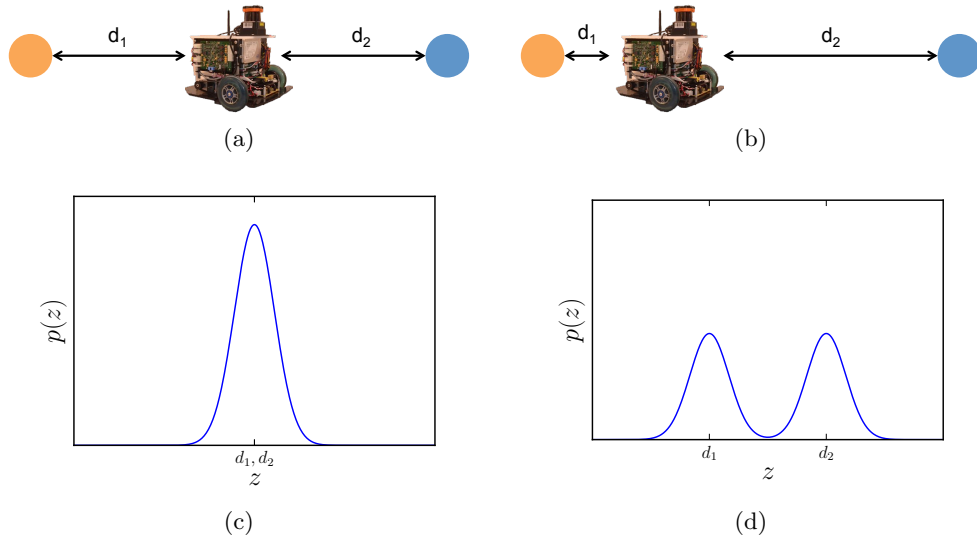 d₁
d₂
d₁
d₂
(a)
(b)
p(z)
d₁, d₂
z
p(z)
d₁
d₂
z
(c)
(d)